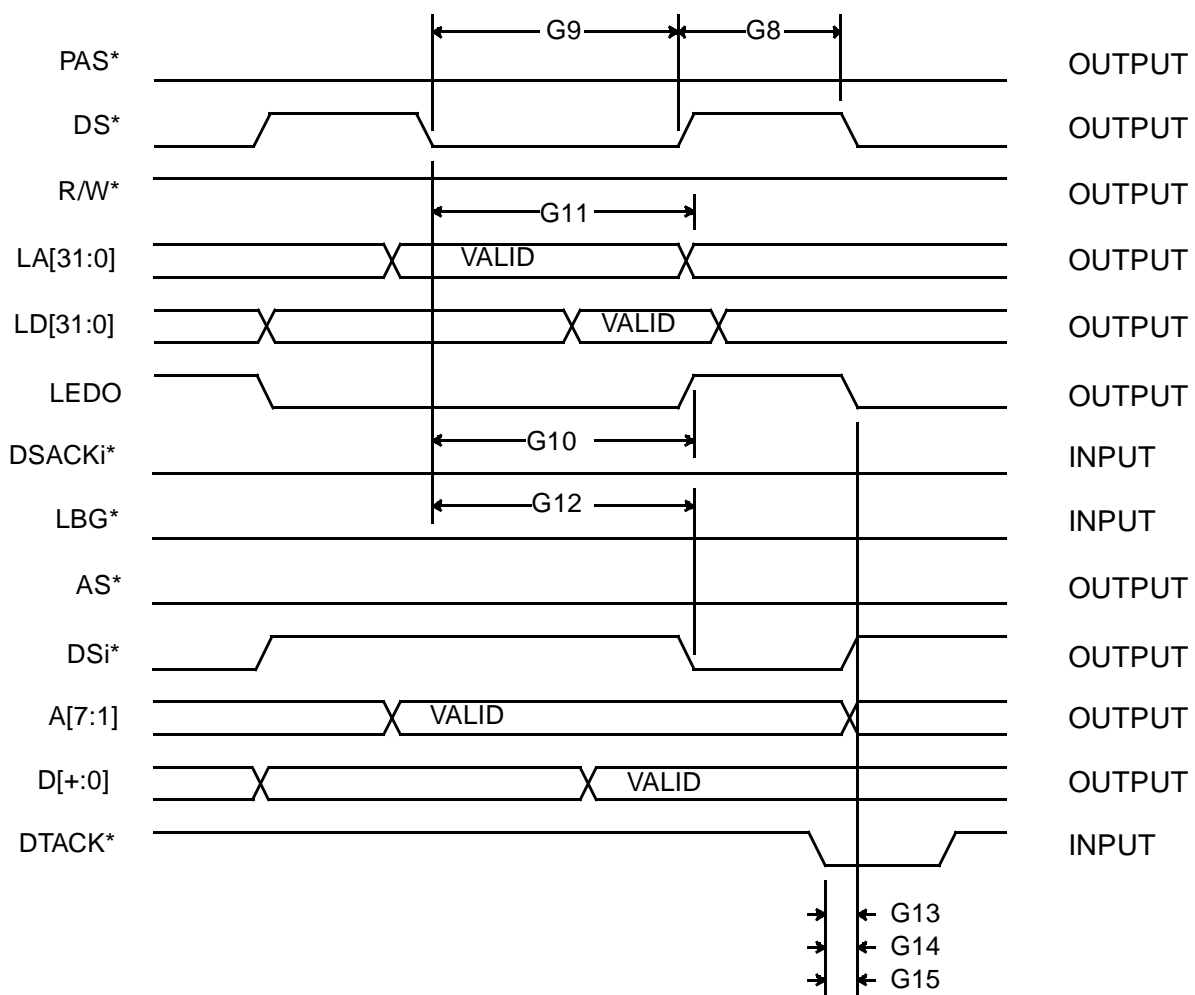 G9 G8
PAS* OUTPUT
DS* OUTPUT
R/W* OUTPUT
G11
LA[31:0] VALID OUTPUT
LD[31:0] VALID OUTPUT
LEDO OUTPUT
G10
DSACKi* INPUT
G12
LBG* INPUT
AS* OUTPUT
DSi* OUTPUT
A[7:1] VALID OUTPUT
D[+:0] VALID OUTPUT
DTACK* INPUT
G13
G14
G15